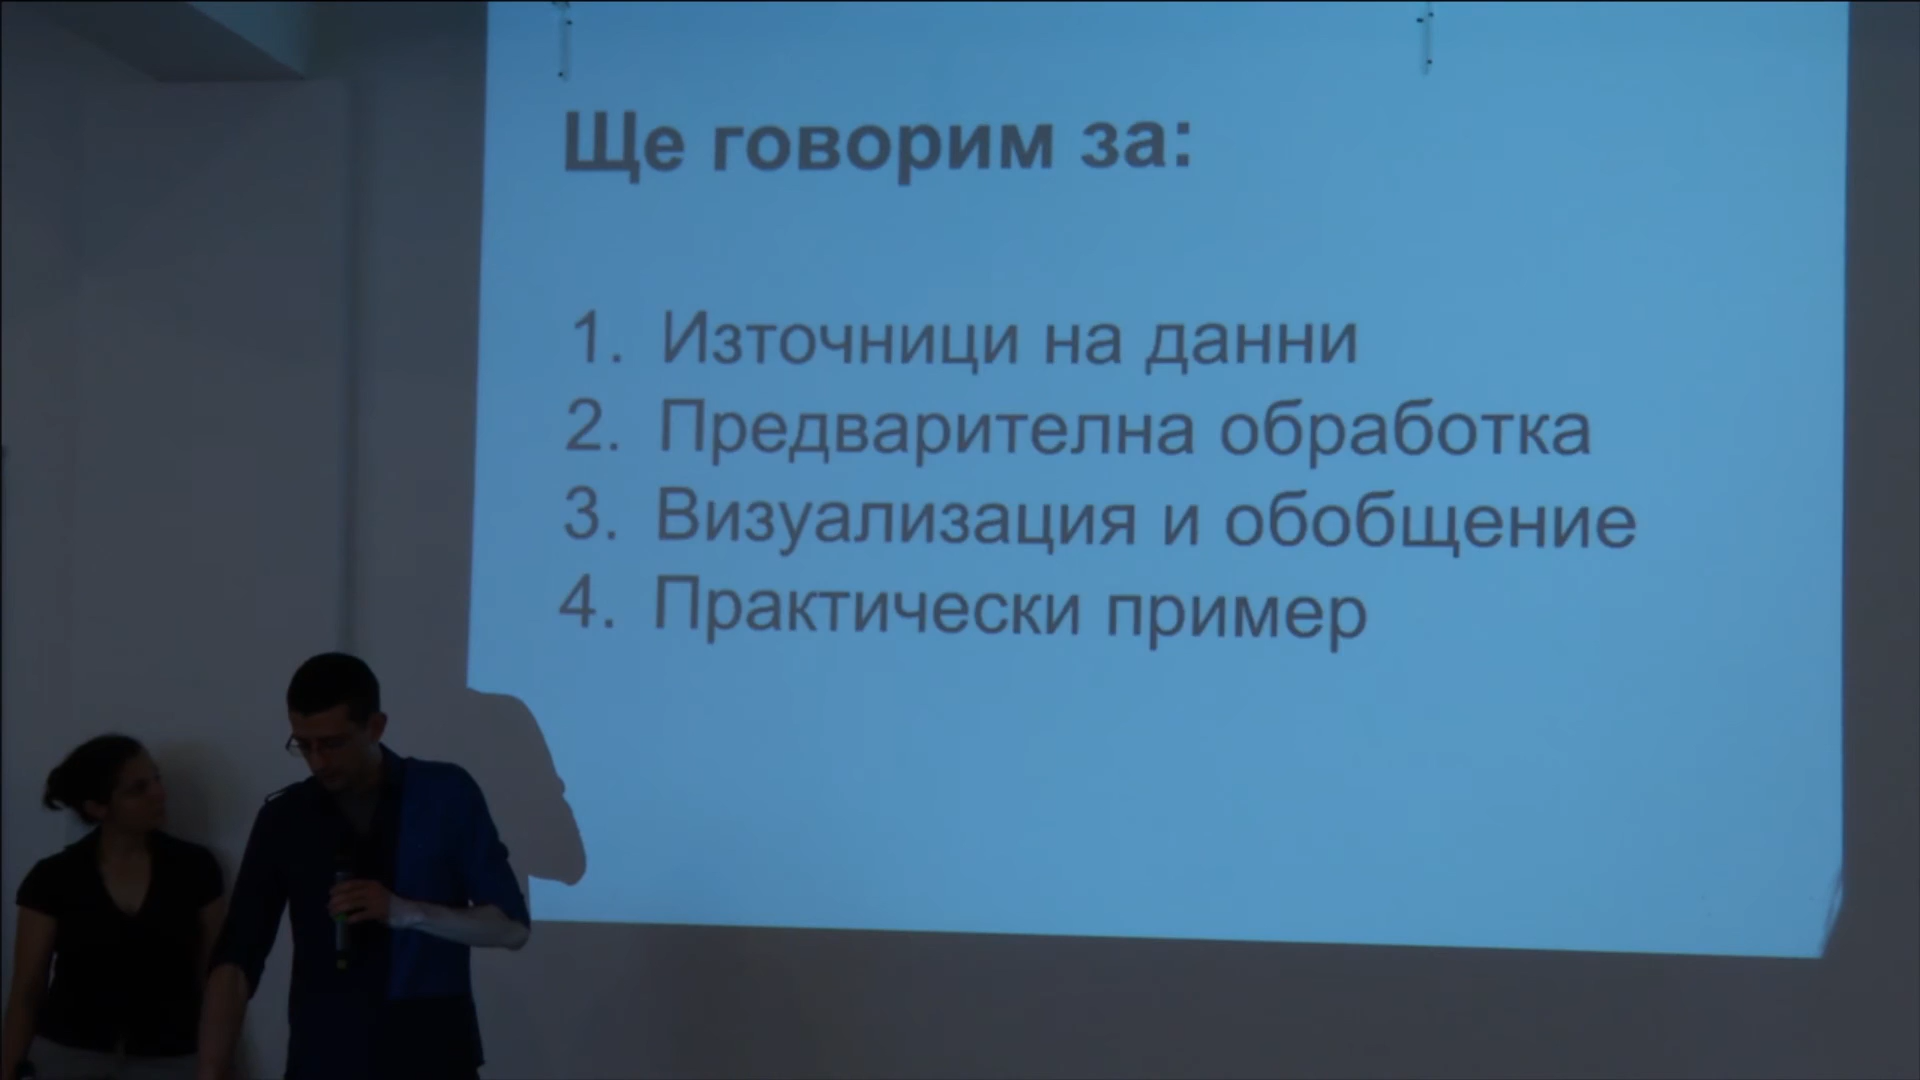 Ще говорим за:
1. Източници на данни
2. Предварителна обработка
3. Визуализация и обобщение
4. Практически пример